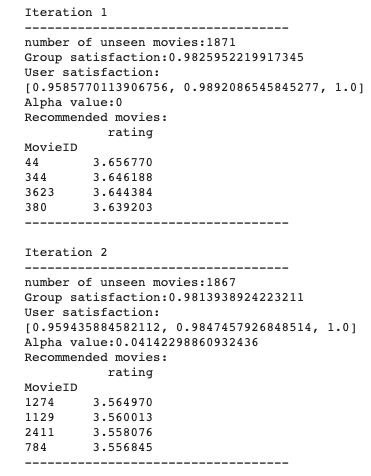 Iteration 1
-----------------------------------
number of unseen movies:1871
Group satisfaction:0.9825952219917345
User satisfaction:
[0.9585770113906756, 0.9892086545845277, 1.0]
Alpha value:0
Recommended movies:
rating
MovieID
44 3.656770
344 3.646188
3623 3.644384
380 3.639203
-----------------------------------
Iteration 2
-----------------------------------
number of unseen movies:1867
Group satisfaction:0.9813938924223211
User satisfaction:
[0.959435884582112, 0.9847457926848514, 1.0]
Alpha value:0.04142298860932436
Recommended movies:
rating
MovieID
1274 3.564970
1129 3.560013
2411 3.558076
784 3.556845
-----------------------------------